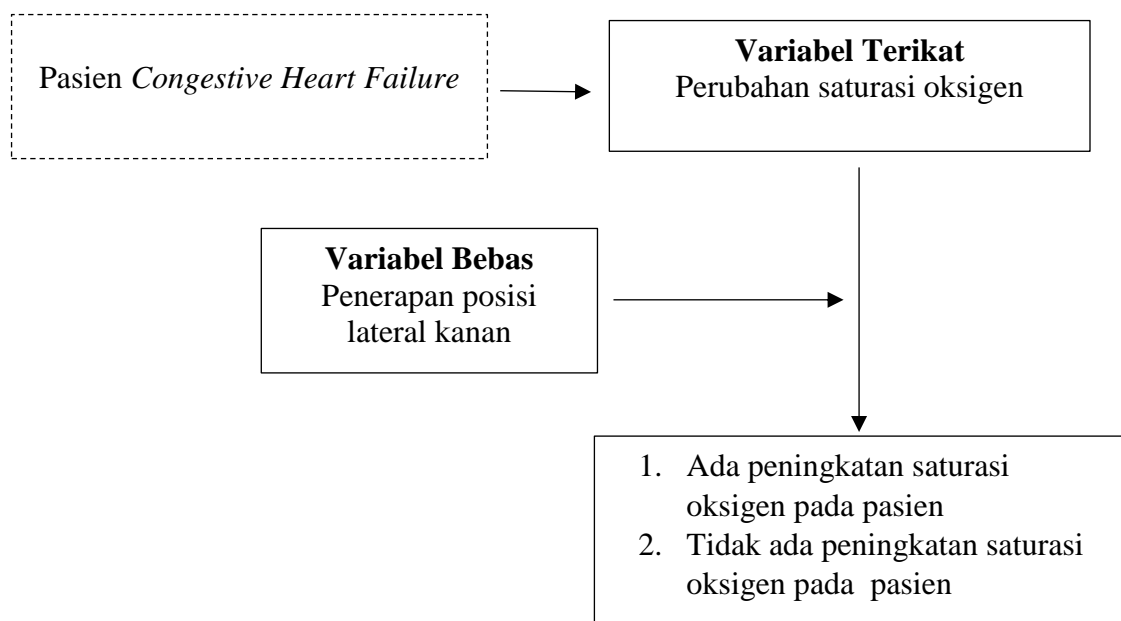 Pasien Congestive Heart Failure
Variabel Terikat
Perubahan saturasi oksigen
Variabel Bebas
Penerapan posisi
lateral kanan
1. Ada peningkatan saturasi
oksigen pada pasien
2. Tidak ada peningkatan saturasi
oksigen pada pasien